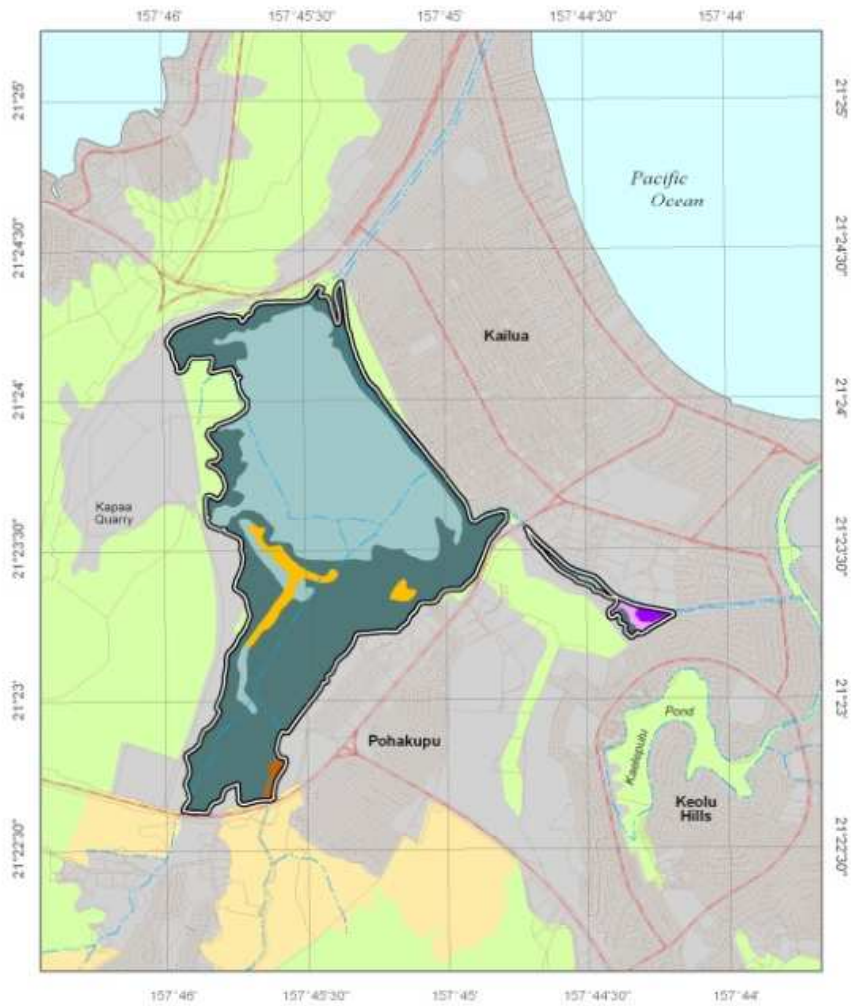 157°46' 157°45'30" 157°45' 157°44'30" 157°44'
21°25' 21°25'
Pacific
Ocean
21°24'30" 21°24'30"
Kailua
21°24' 21°24'
Kapaa
Quarry
21°23'30" 21°23'30"
21°23' 21°23'
Pond
Pohakupu
Kaelepulu
Keolu
Hills
21°22'30" 21°22'30"
157°46' 157°45'30" 157°45' 157°44'30" 157°44'